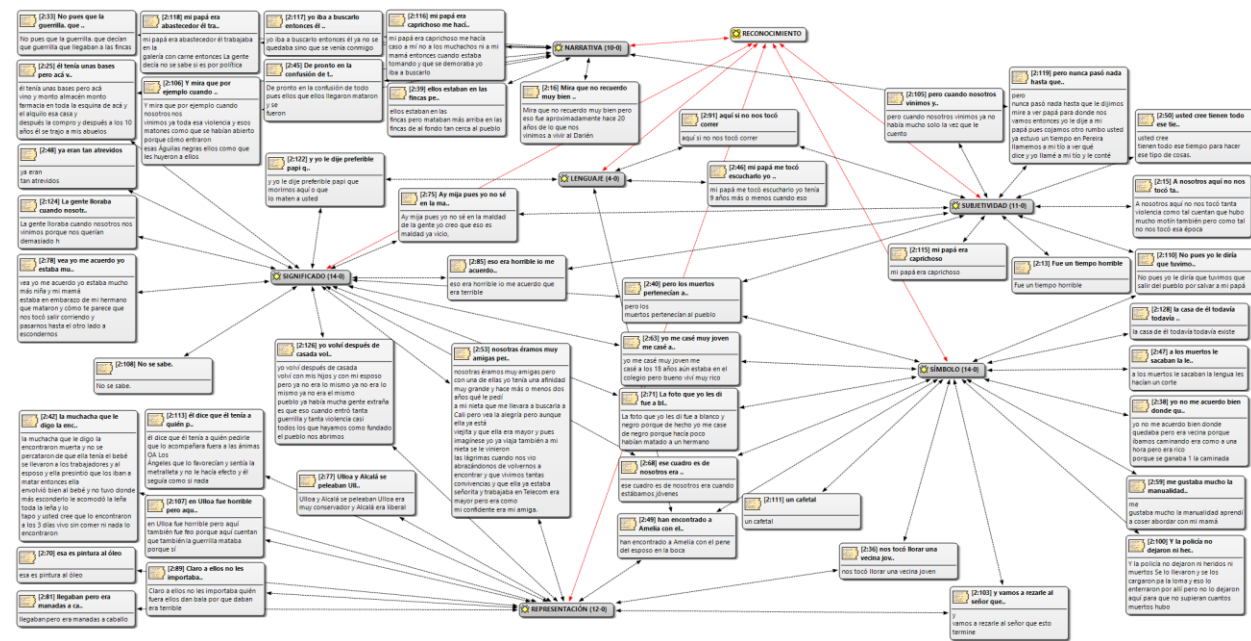 [2:33] No pues que la
guerrilla. que ..
No pues que la guerrilla. que decían
que guerrilla que llegaban a las fincas
[2:118] mi papá era
abastecedor él tra..
mi papá era abastecedor él trabajaba
en la
galería con carne entonces La gente
decía no se sabe si es por política
[2:117] yo iba a buscarlo
entonces él ..
yo iba a buscarlo entonces él ya no se
quedaba sino que se venía conmigo
[2:116] mi papá era
caprichoso me hací..
mi papá era caprichoso me hacía
caso a mí no a los muchachos ni a mi
mamá entonces cuando estaba
tomando y que se demoraba yo
iba a buscarlo
NARRATIVA {10-0}
RECONOCIMIENTO
[2:25] él tenía unas bases
pero acá v..
él tenía unas bases pero acá
vino y monto almacén monto
farmacia en toda la esquina de acá y
el alquilo esa casa y
después la compro y después a los 10
años él se trajo a mis abuelos
[2:106] Y mira que por
ejemplo cuando ..
Y mira que por ejemplo cuando
nosotros nos
vinimos ya toda esa violencia y esos
matones como que se habían abierto
porque cómo entraron
esas Águilas negras ellos como que
les huyeron a ellos
[2:45] De pronto en la
confusión de t..
De pronto en la confusión de todo
pues ellos que ellos llegaron mataron
y se
fueron
[2:39] ellos estaban en las
fincas pe..
ellos estaban en las
fincas pero mataban más arriba en las
fincas de al fondo tan cerca al pueblo
[2:16] Mira que no recuerdo
muy bien ..
Mira que no recuerdo muy bien pero
eso fue aproximadamente hace 20
años de lo que nos
vinimos a vivir al Darién
[2:91] aquí si no nos tocó
correr
aquí si no nos tocó correr
[2:105] pero cuando nosotros
vinimos y..
pero cuando nosotros vinimos ya no
había mucho solo la vez que le
cuento
[2:119] pero nunca pasó nada
hasta que..
pero
nunca pasó nada hasta que le dijimos
mire a ver papá para donde nos
vamos entonces yo le dije a mi
papá pues cojamos otro rumbo usted
ya estuvo un tiempo en Pereira
llamemos a mi tío a ver qué
dice y yo llamé a mi tío y le conté
[2:50] usted cree tienen todo
ese tie..
usted cree
tienen todo ese tiempo para hacer
ese tipo de cosas.
[2:48] ya eran tan atrevidos
ya eran
tan atrevidos
[2:122] y yo le dije preferible
papi q..
y yo le dije preferible papi que
morirnos aquí o que
lo maten a usted
LENGUAJE {4-0}
[2:46] mi papá me tocó
escucharlo yo ..
mi papá me tocó escucharlo yo tenía
9 años más o menos cuando eso
[2:75] Ay mija pues yo no sé
en la ma..
Ay mija pues yo no sé en la maldad
de la gente yo creo que eso es
maldad ya vicio,
SUBJETIVIDAD {11-0}
[2:15] A nosotros aquí no nos
tocó ta..
A nosotros aquí no nos tocó tanta
violencia como tal cuentan que hubo
mucho motín también pero como tal
no nos tocó esa época
[2:124] La gente lloraba
cuando nosotr..
La gente lloraba cuando nosotros nos
vinimos porque nos querían
demasiado h
[2:78] vea yo me acuerdo yo
estaba mu..
vea yo me acuerdo yo estaba mucho
más niña y mi mamá
estaba en embarazo de mi hermano
que mataron y cómo te parece que
nos tocó salir corriendo y
pasarnos hasta el otro lado a
escondernos
SIGNIFICADO {14-0}
[2:85] eso era horrible io me
acuerdo..
eso era horrible io me acuerdo que
era terrible
[2:115] mi papá era
caprichoso
mi papá era caprichoso
[2:13] Fue un tiempo horrible
Fue un tiempo horrible
[2:110] No pues yo le diría
que tuvimo..
No pues yo le diría que tuvimos que
salir del pueblo por salvar a mi papá
[2:40] pero los muertos
pertenecían a..
pero los
muertos pertenecían al pueblo
[2:128] la casa de él todavía
todavía ..
la casa de él todavía todavía existe
[2:108] No se sabe.
No se sabe.
[2:126] yo volví después de
casada vol..
yo volví después de casada
volví con mis hijos y con mi esposo
pero ya no era lo mismo ya no era lo
mismo ya no era el mismo
pueblo ya había mucha gente extraña
es que eso cuando entró tanta
guerrilla y tanta violencia casi
todos los que hayamos como fundado
el pueblo nos abrimos
[2:53] nosotras éramos muy
amigas per..
nosotras éramos muy amigas pero
con una de ellas yo tenía una afinidad
muy grande y hace más o menos dos
años qué le pedí
a mi nieta que me llevara a buscarla a
Cali pero vea la alegría pero aunque
ella ya está
viejita y que ella era mayor y pues
imagínese yo ya viaja también a mi
nieta se le vinieron
las lágrimas cuando nos vio
abrazándonos de volvernos a
encontrar y que vivimos tantas
convivencias y que ella ya estaba
señorita y trabajaba en Telecom era
mayor pero era como
mi confidente era mi amiga.
[2:63] yo me casé muy joven
me casé a..
yo me casé muy joven me
casé a los 18 años aún estaba en el
colegio pero bueno viví muy rico
SÍMBOLO {14-0}
[2:47] a los muertos le
sacaban la le..
a los muertos le sacaban la lengua les
hacían un corte
[2:71] La foto que yo les di
fue a bl..
La foto que yo les di fue a blanco y
negro porque de hecho yo me case
de negro porque hacía poco
habían matado a un hermano
[2:38] yo no me acuerdo bien
donde qu..
yo no me acuerdo bien donde
quedaba pero era vecina porque
íbamos caminando era como a una
hora pero era rico
porque se ganaba 1 la caminada
[2:42] la muchacha que le
digo la enc..
la muchacha que le digo la
encontraron muerta y no se
percataron de que ella tenía el bebé
se llevaron a los trabajadores y al
esposo y ella presintió que los iban a
matar entonces ella
envolvió bien al bebé y no tuvo donde
más esconderlo le acomodó la leña
toda la leña y lo
tapo y usted cree que lo encontraron
a los 3 días vivo sin comer ni nada lo
encontraron
[2:113] él dice que él tenía a
quién p..
él dice que él tenía a quién pedirle
que lo acompañara fuera a las ánimas
OA Los
Ángeles que lo favorecían y sentía la
metralleta y no le hacía efecto y él
seguía como si nada
[2:77] Ulloa y Alcalá se
peleaban Ull..
Ulloa y Alcalá se peleaban Ulloa era
muy conservador y Alcalá era liberal
[2:68] ese cuadro es de
nosotros era ..
ese cuadro es de nosotros era cuando
estábamos jóvenes
[2:111] un cafetal
un cafetal
[2:59] me gustaba mucho la
manualidad..
me
gustaba mucho la manualidad aprendí
a coser abordar con mi mamá
[2:107] en Ulloa fue horrible
pero aqu..
en Ulloa fue horrible pero aquí
también fue feo porque aquí cuentan
que también la guerrilla mataba
porque sí
[2:49] han encontrado a
Amelia con el..
han encontrado a Amelia con el pene
del esposo en la boca
[2:70] esa es pintura al óleo
esa es pintura al óleo
[2:89] Claro a ellos no les
importaba..
Claro a ellos no les importaba quién
fuera ellos dan bala por que daban
era terrible
[2:36] nos tocó llorar una
vecina jov..
nos tocó llorar una vecina joven
[2:100] Y la policía no
dejaron ni hec..
Y la policía no dejaron ni heridos ni
muertos Se lo llevaron y se los
cargaron pa la loma y eso lo
enterraron por allí pero no lo dejaron
aquí para que no supieran cuantos
muertos hubo
[2:81] llegaban pero era
manadas a ca..
llegaban pero era manadas a caballo
REPRESENTACIÓN {12-0}
[2:103] y vamos a rezarle al
señor que..
y
vamos a rezarle al señor que esto
termine